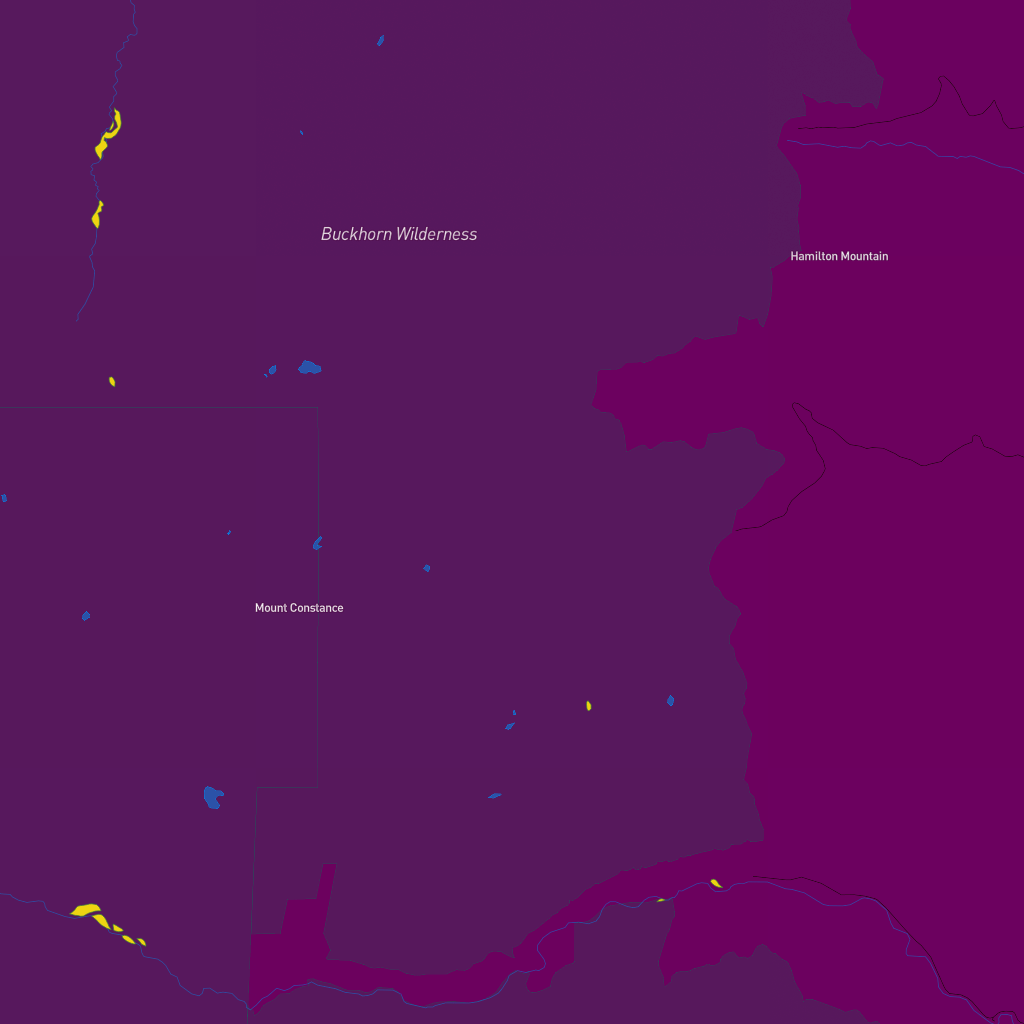 Buckhorn Wilderness
Hamilton Mountain
Mount Constance